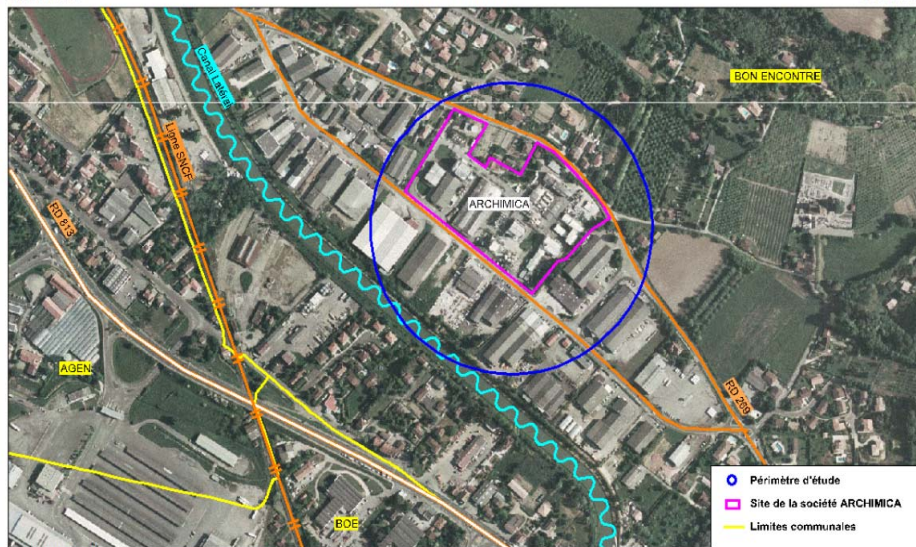 Canal Latéral
BON ENCONTRE
Ligne SNCF
ARCHIMICA
RD 813
AGEN
RD 269
BOE
Périmètre d'étude
Site de la société ARCHIMICA
Limites communales